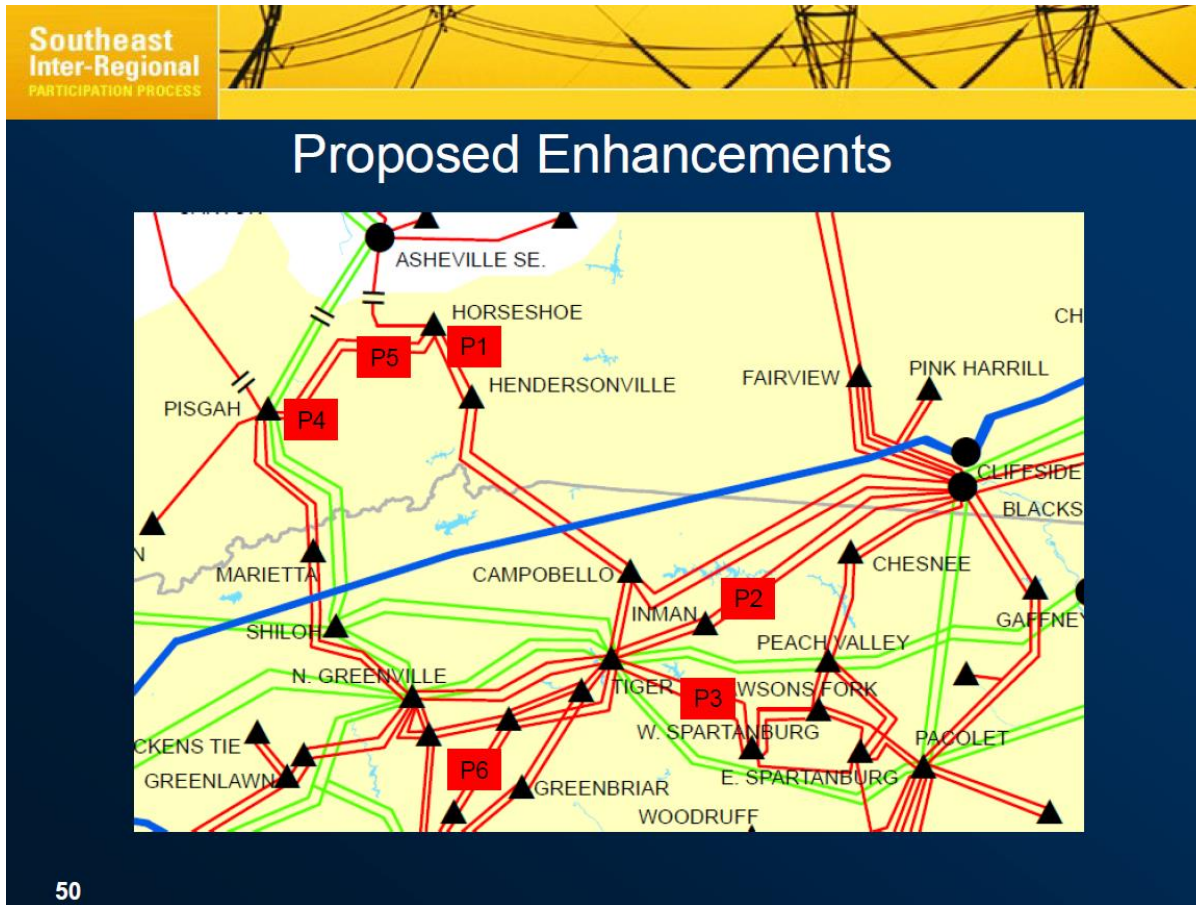 Southeast
Inter-Regional
PARTICIPATION PROCESS
Proposed Enhancements
ASHEVILLE SE.
HORSESHOE
CH
P1
P5
HENDERSONVILLE
FAIRVIEW
PINK HARRILL
PISGAH
P4
CLIFFSIDE
BLACKS
N
MARIETTA
CAMPOBELLO
CHESNEE
P2
INMAN
GAFFNEY
SHILOH
PEACH VALLEY
N. GREENVILLE
TIGER
P3
WSONS FORK
W. SPARTANBURG
PACOLET
CKENS TIE
P6
GREENLAWN
E. SPARTANBURG
GREENBRIAR
WOODRUFF
50